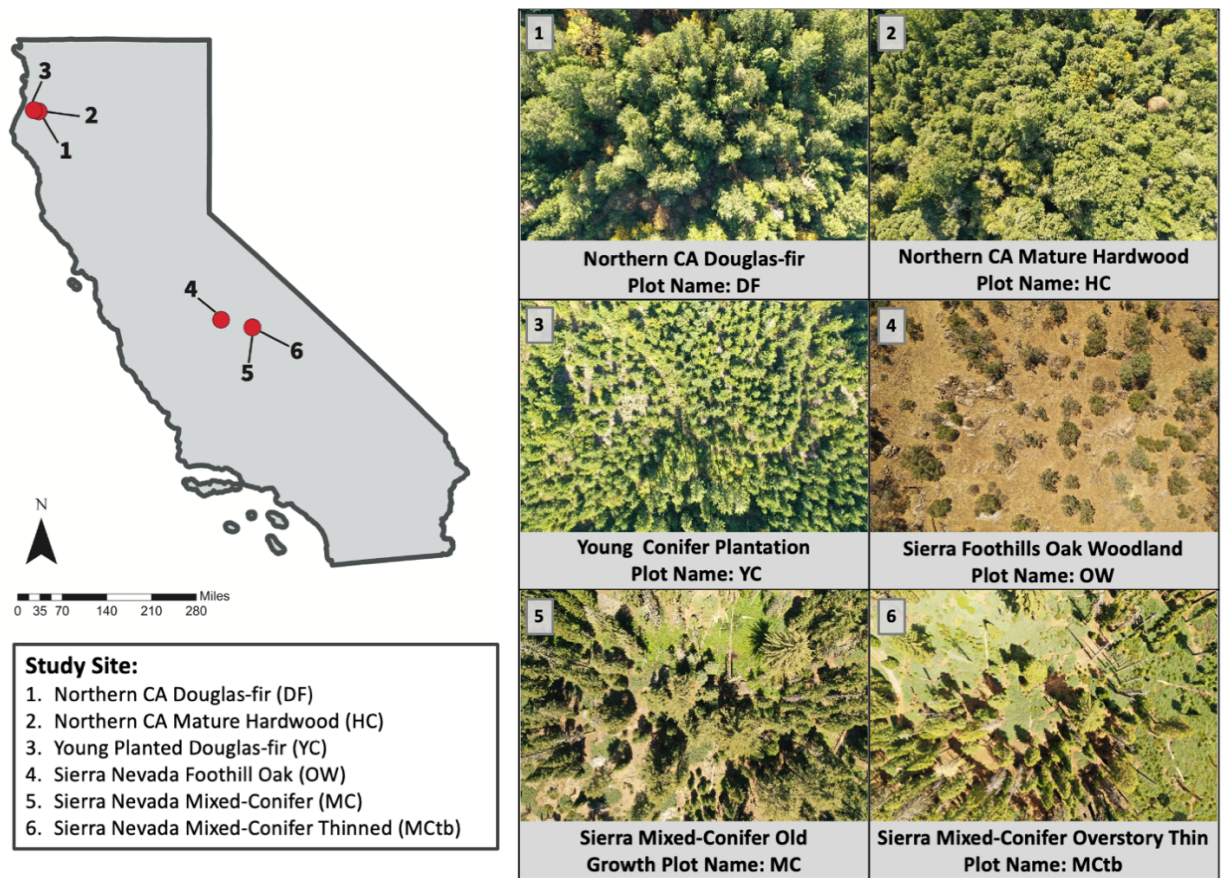 3
2
1
4
6
5
N
Miles
0 35 70 140 210 280
Study Site:
1. Northern CA Douglas-fir (DF)
2. Northern CA Mature Hardwood (HC)
3. Young Planted Douglas-fir (YC)
4. Sierra Nevada Foothill Oak (OW)
5. Sierra Nevada Mixed-Conifer (MC)
6. Sierra Nevada Mixed-Conifer Thinned (MCtb)
1
Northern CA Douglas-fir
Plot Name: DF
2
Northern CA Mature Hardwood
Plot Name: HC
3
Young Conifer Plantation
Plot Name: YC
4
Sierra Foothills Oak Woodland
Plot Name: OW
5
Sierra Mixed-Conifer Old
Growth Plot Name: MC
6
Sierra Mixed-Conifer Overstory Thin
Plot Name: MCtb